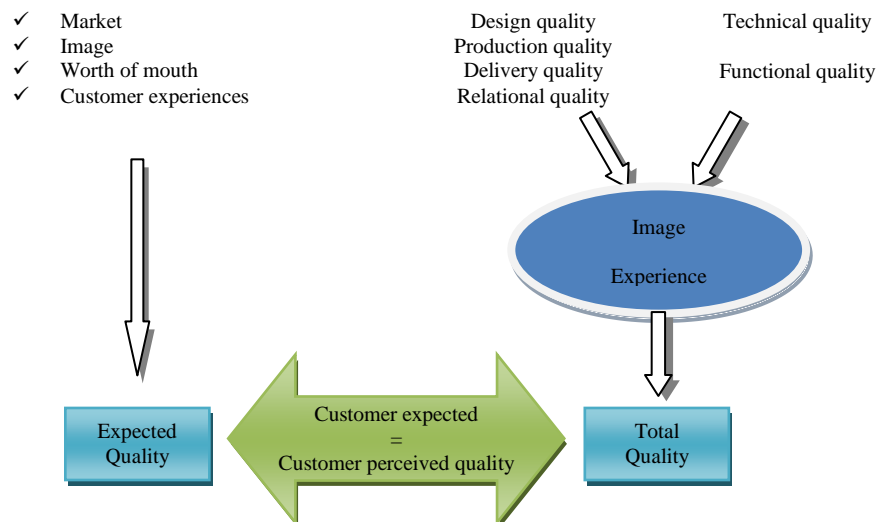 ✓ Market
✓ Image
✓ Worth of mouth
✓ Customer experiences
Design quality
Production quality
Delivery quality
Relational quality
Technical quality
Functional quality
Image
Experience
Expected
Quality
Customer expected
=
Customer perceived quality
Total
Quality